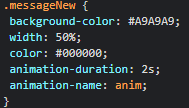 .messageNew {
background-color: #A9A9A9;
width: 50%;
color: #000000;
animation-duration: 2s;
animation-name: anim;
}